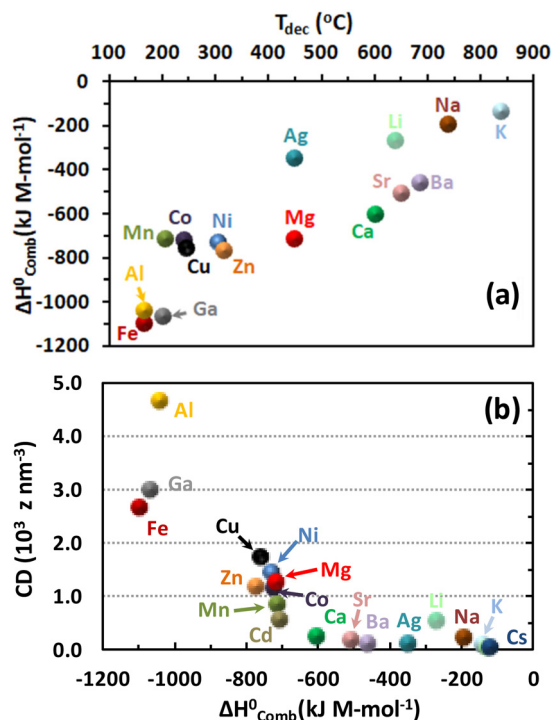 T_dec (°C)
100 200 300 400 500 600 700 800 900
(a)
ΔH⁰_Comb(kJ M-mol⁻¹)
0
-200
-400
-600
-800
-1000
-1200
Na
K
Li
Ag
Sr
Ba
Ca
Mg
Mn
Co
Ni
Cu
Zn
Al
Ga
Fe
(a)
CD (10³ z nm⁻³)
5.0
4.0
3.0
2.0
1.0
0.0
(b)
Al
Ga
Fe
Cu
Ni
Mg
Zn
Mn
Co
Cd
Ca
Sr
Ba
Ag
Li
Na
K
Cs
-1200 -1000 -800 -600 -400 -200 0
ΔH⁰_Comb(kJ M-mol⁻¹)